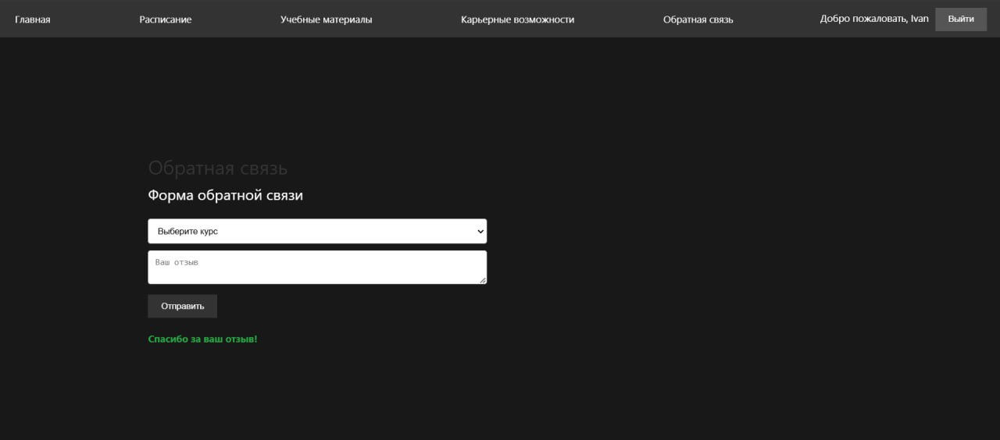 Главная Расписание Учебные материалы Карьерные возможности Обратная связь Добро пожаловать, Ivan Выйти
Обратная связь
Форма обратной связи
Выберите курс
Ваш отзыв
Отправить
Спасибо за ваш отзыв!